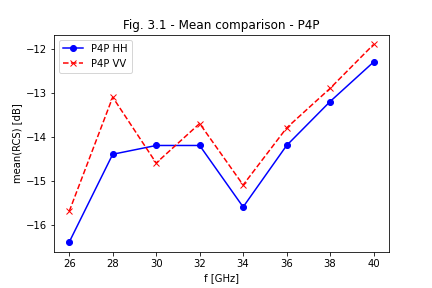 Fig. 3.1 - Mean comparison - P4P
P4P HH
P4P VV
mean(RCS) [dB]
−12
−13
−14
−15
−16
26 28 30 32 34 36 38 40
f [GHz]